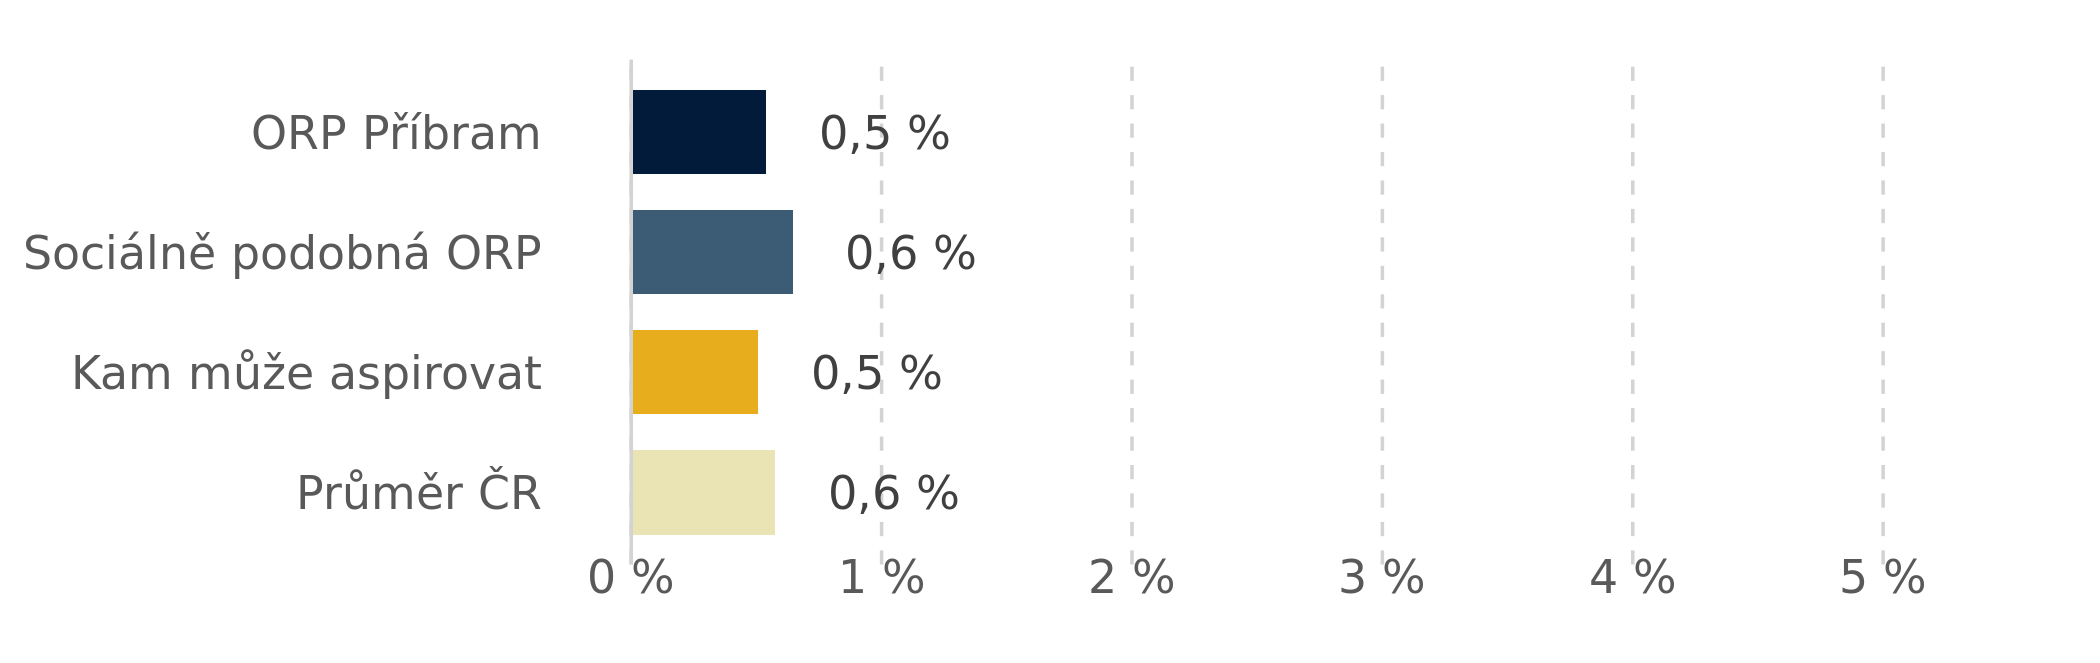 ORP Příbram 0,5 %
Sociálně podobná ORP 0,6 %
Kam může aspirovat 0,5 %
Průměr ČR 0,6 %
0 % 1 % 2 % 3 % 4 % 5 %